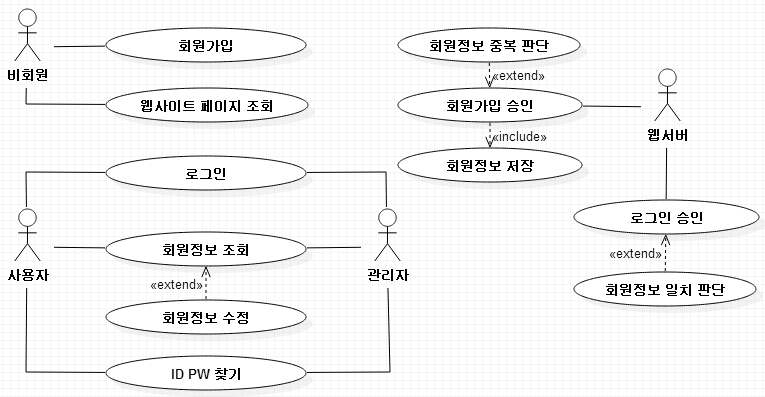 비회원
회원가입
웹사이트 페이지 조회
회원정보 중복 판단
«extend»
회원가입 승인
«include»
회원정보 저장
웹서버
로그인
사용자
회원정보 조회
«extend»
회원정보 수정
ID PW 찾기
관리자
로그인 승인
«extend»
회원정보 일치 판단